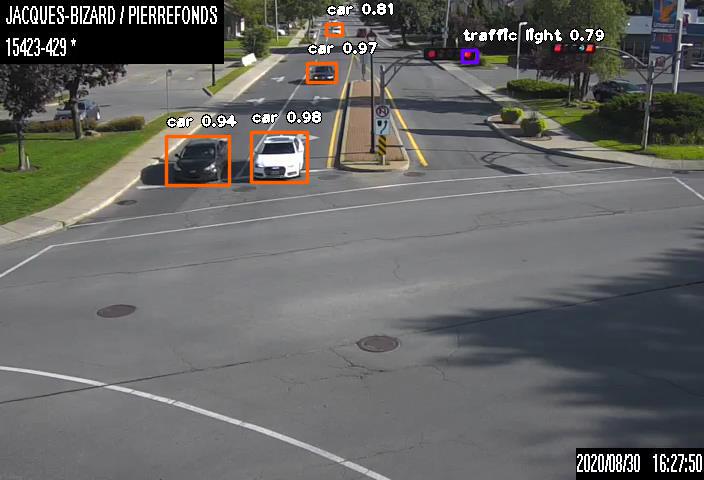 JACQUES-BIZARD / PIERREFONDS
15423-429 *
car 0.81
car 0.97
traffic light 0.79
car 0.94
car 0.98
2020/08/30 16:27:50